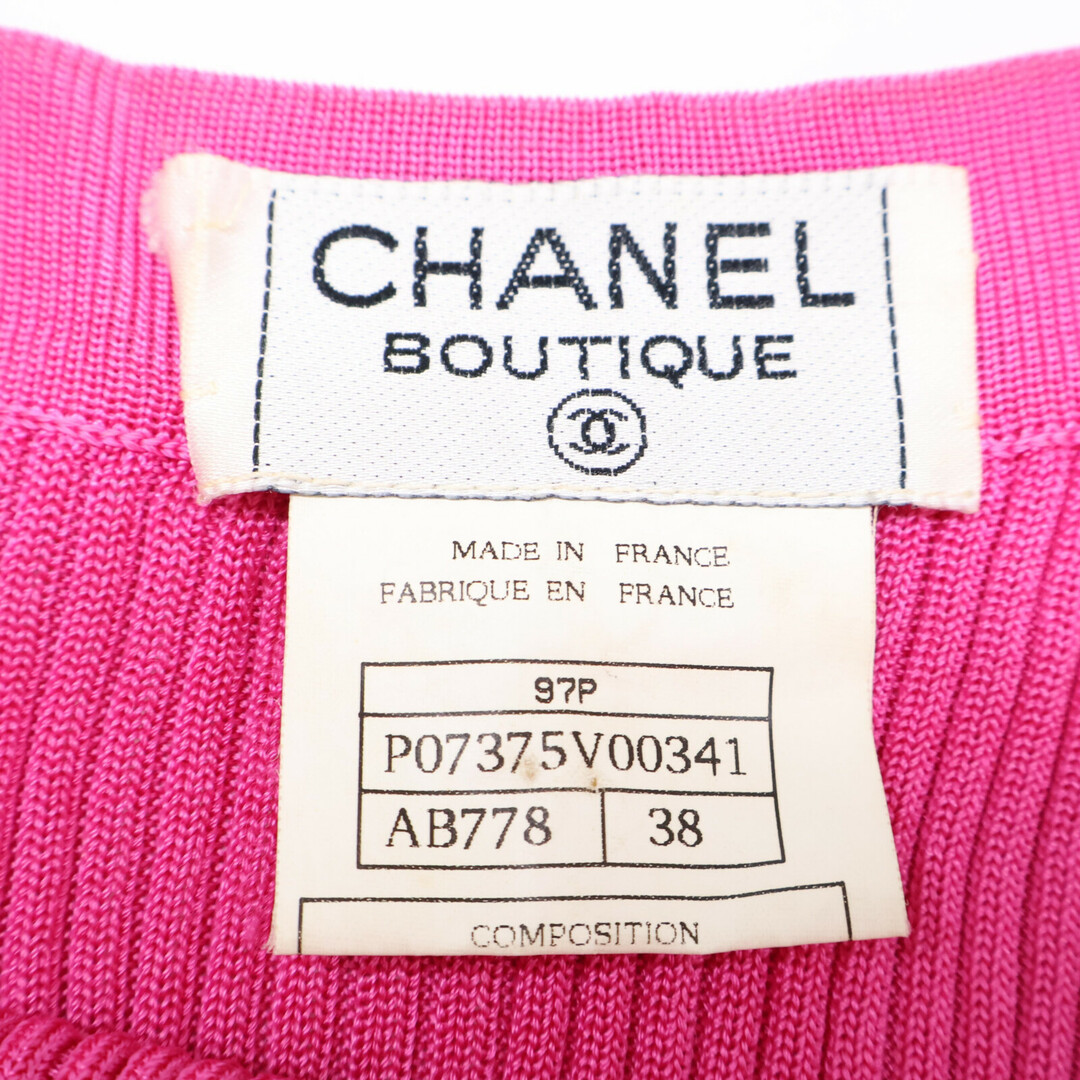 CHANEL
BOUTIQUE
MADE IN FRANCE
FABRIQUE EN FRANCE
97P
P07375V00341
AB778 38
COMPOSITION